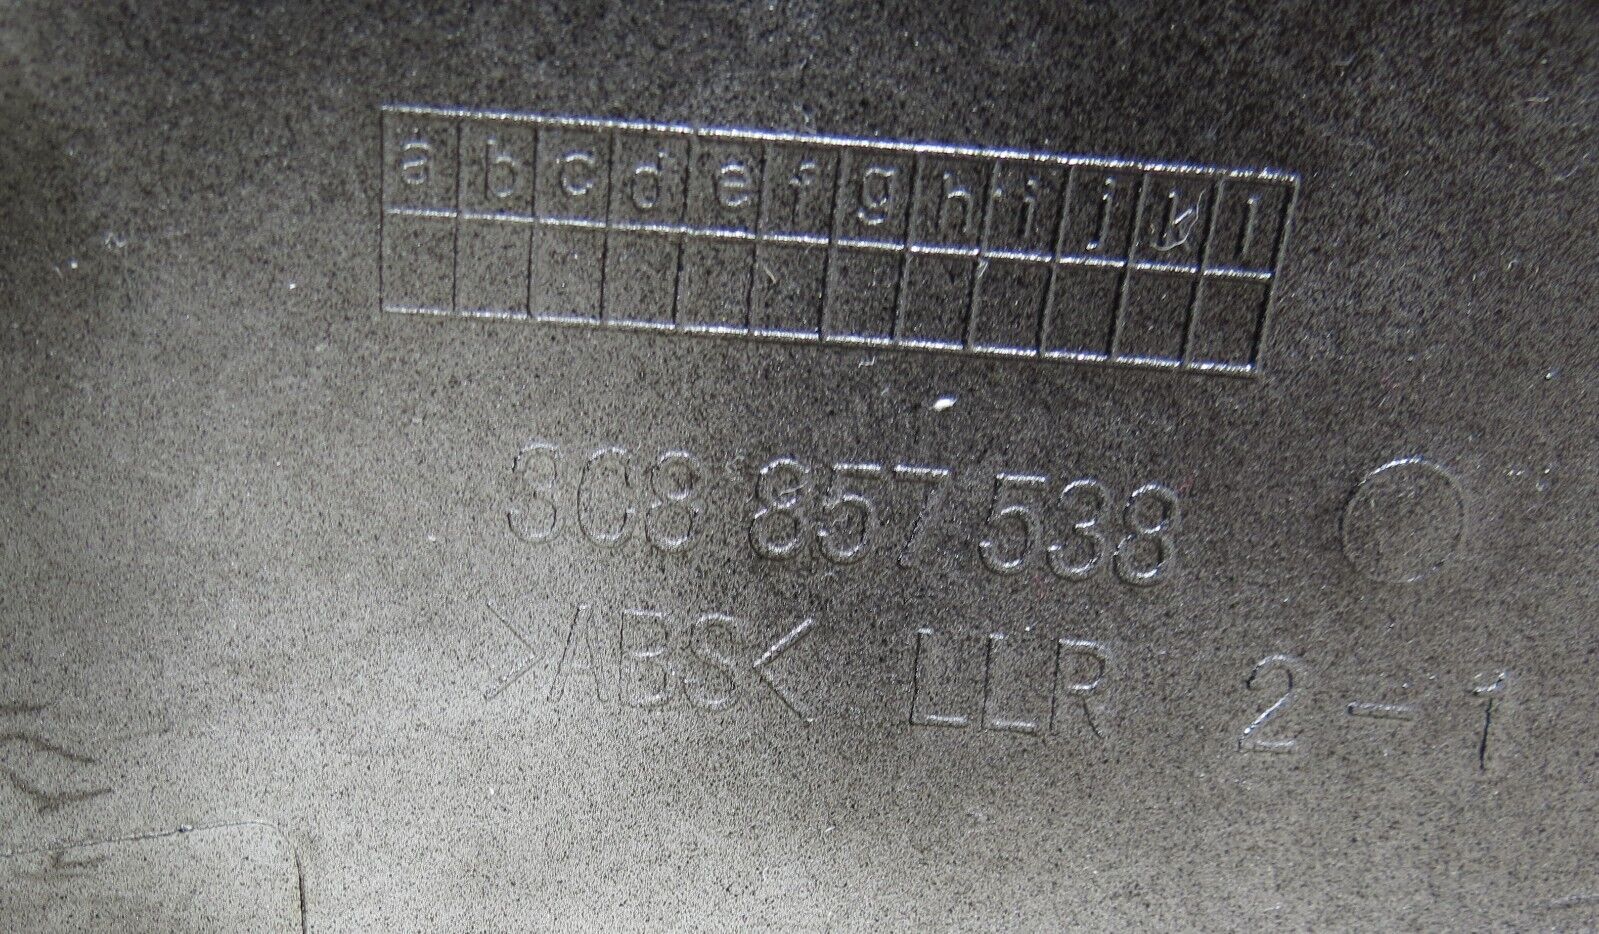 a b c d e f g h i j k l
3C8 857 538
>ABS< LLR 2-1